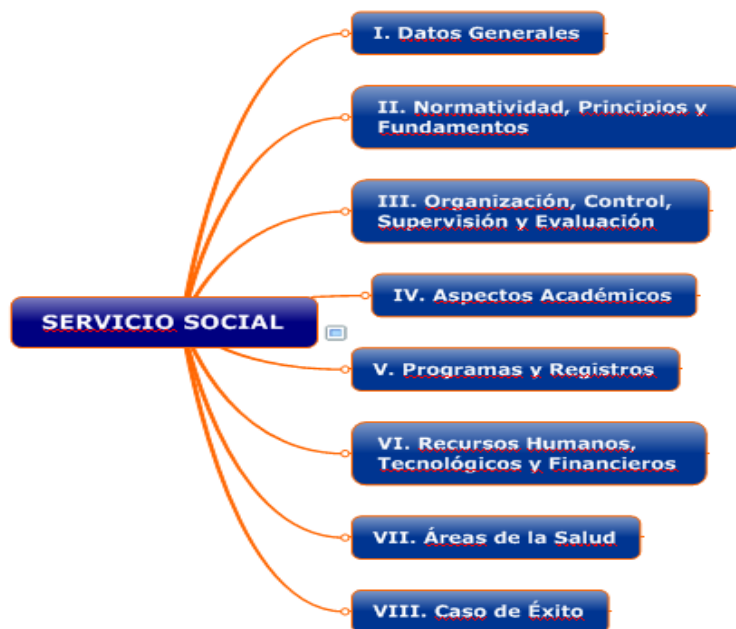 I. Datos Generales
II. Normatividad, Principios y
Fundamentos
III. Organización, Control,
Supervisión y Evaluación
SERVICIO SOCIAL
IV. Aspectos Académicos
V. Programas y Registros
VI. Recursos Humanos,
Tecnológicos y Financieros
VII. Áreas de la Salud
VIII. Caso de Éxito